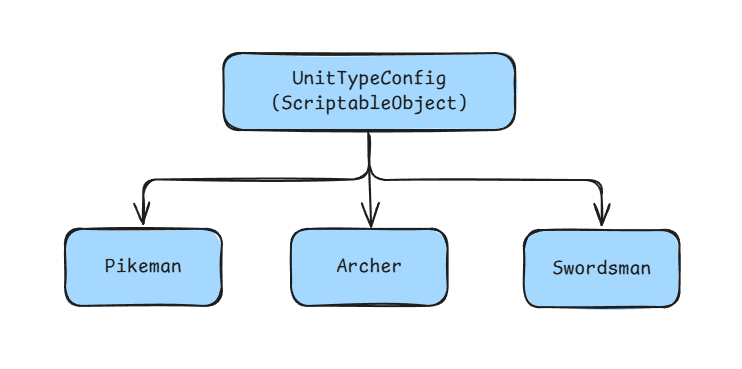 UnitTypeConfig
(ScriptableObject)
Pikeman
Archer
Swordsman